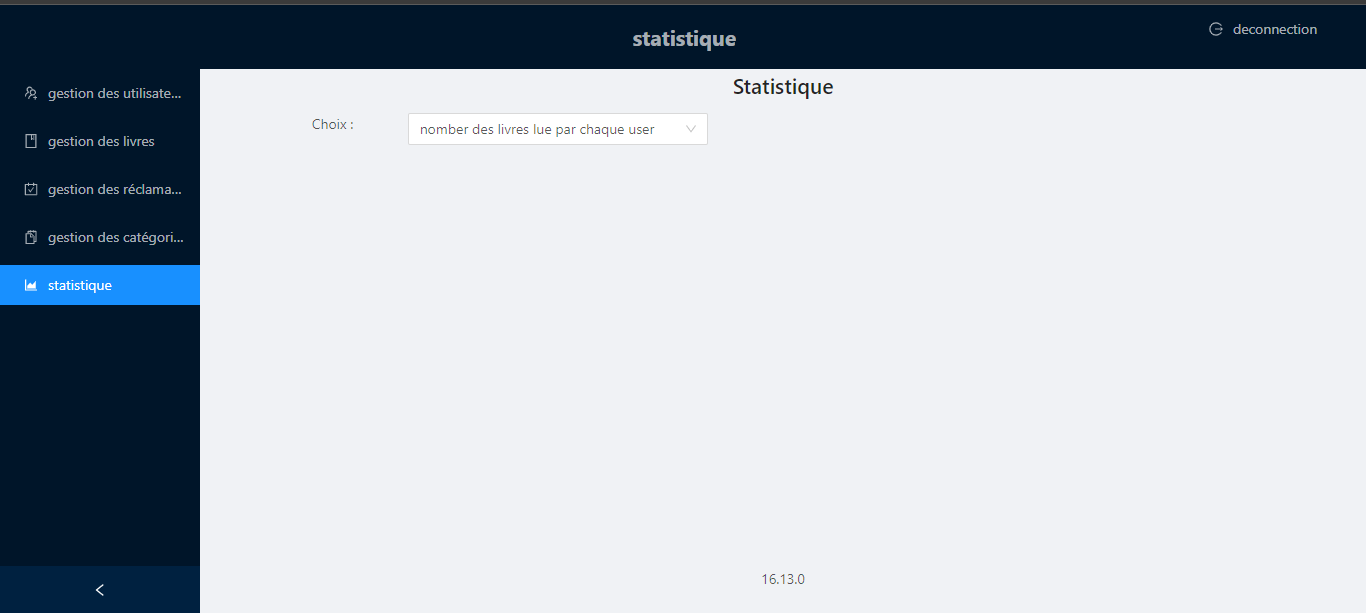 statistique
deconnection
gestion des utilisate...
gestion des livres
gestion des réclama...
gestion des catégori...
statistique
Statistique
Choix :
nomber des livres lue par chaque user
16.13.0